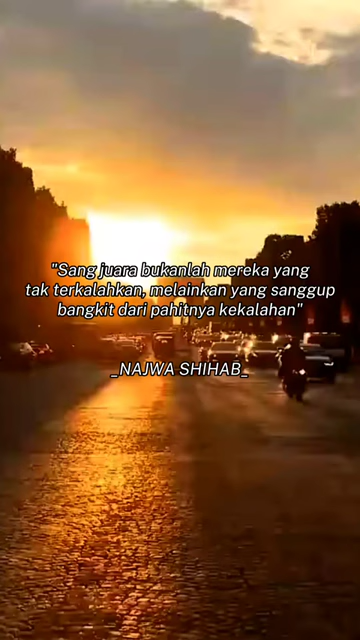 "Sang juara bukanlah mereka yang
tak terkalahkan, melainkan yang sanggup
bangkit dari pahitnya kekalahan"
_NAJWA SHIHAB_